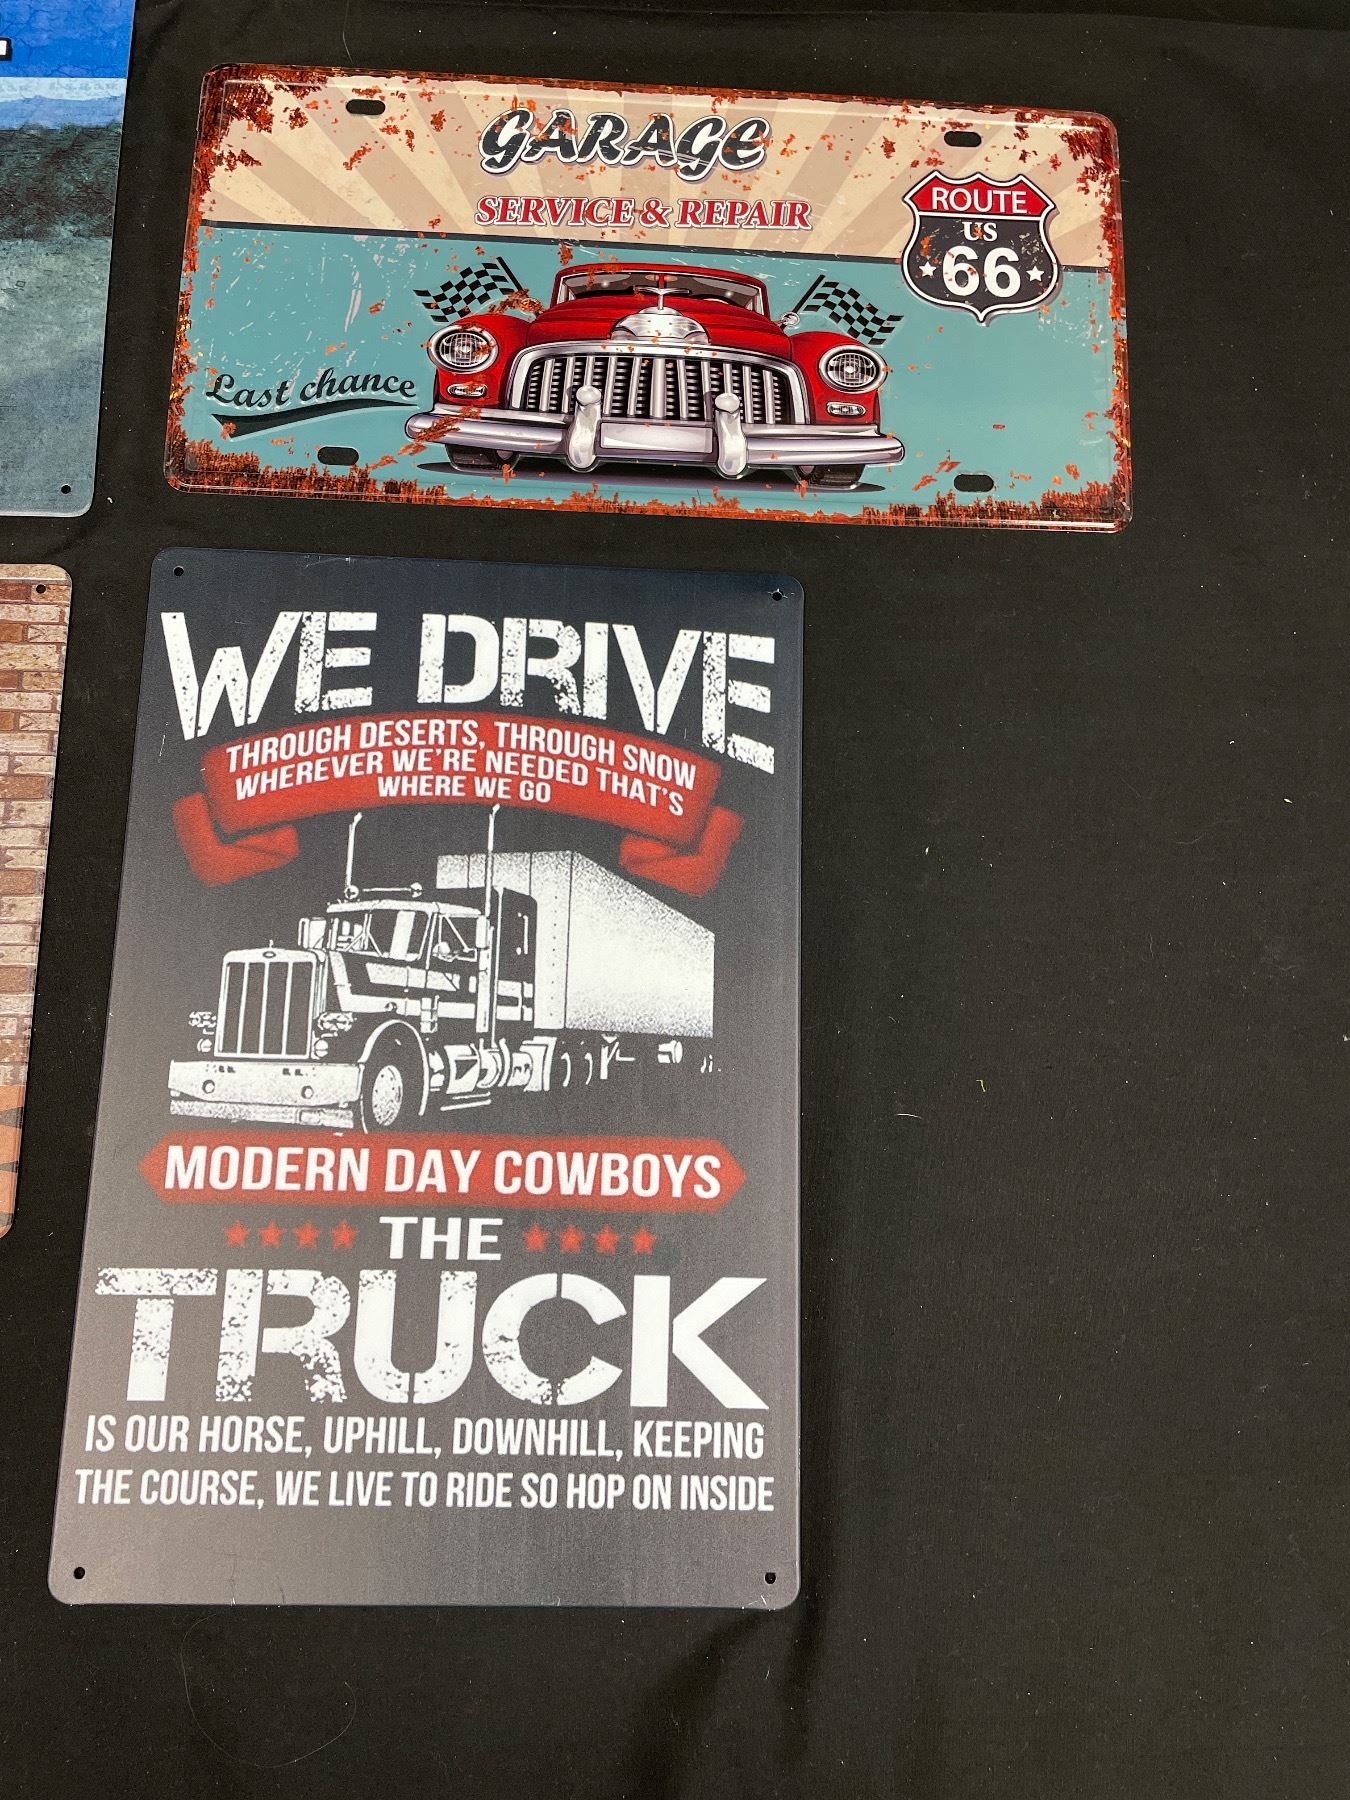 GARAGE
SERVICE & REPAIR
ROUTE
US
66
Last chance
WE DRIVE
THROUGH DESERTS, THROUGH SNOW
WHEREVER WE'RE NEEDED THAT'S
WHERE WE GO
MODERN DAY COWBOYS
THE
TRUCK
IS OUR HORSE, UPHILL, DOWNHILL, KEEPING
THE COURSE, WE LIVE TO RIDE SO HOP ON INSIDE